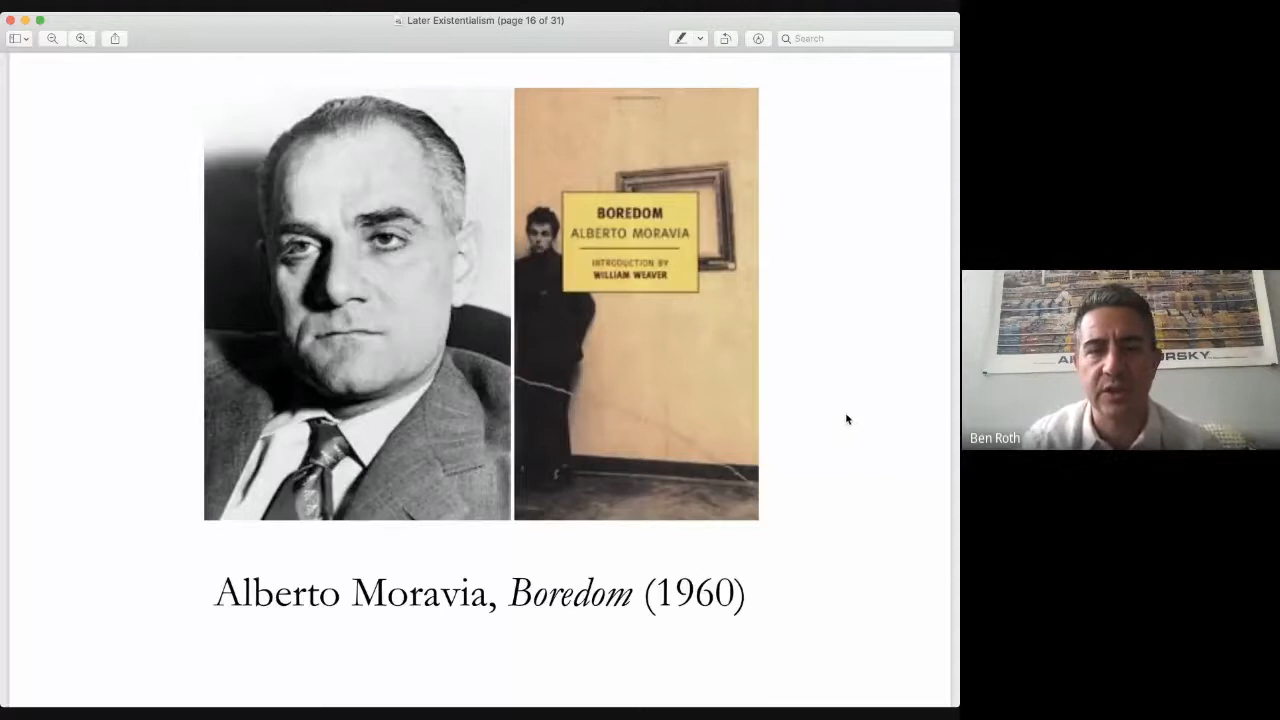 Later Existentialism (page 16 of 31)
Search
BOREDOM
ALBERTO MORAVIA
INTRODUCTION BY
WILLIAM WEAVER
Alberto Moravia, Boredom (1960)
Ben Roth